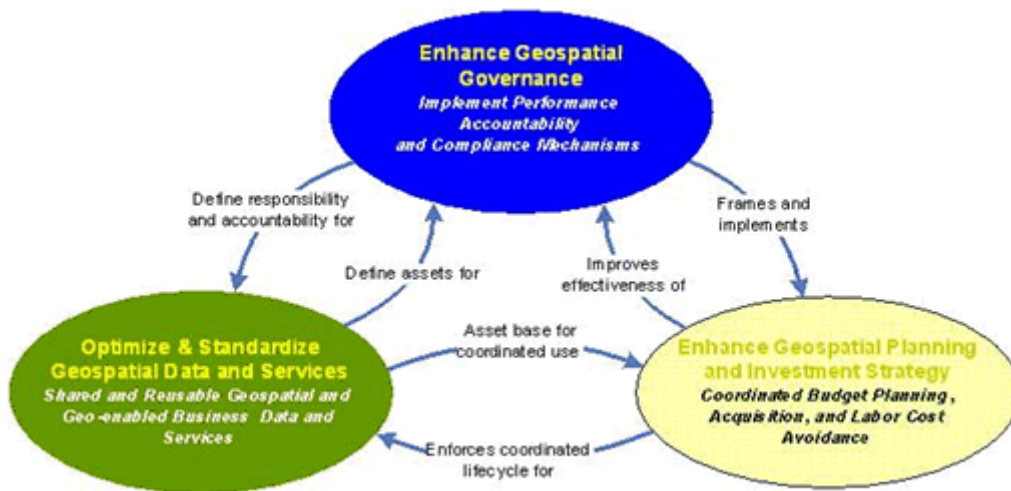 Enhance Geospatial
Governance
Implement Performance
Accountability
and Compliance Mechanisms
Define responsibility
and accountability for
Frames and
implements
Define assets for
Improves
effectiveness of
Optimize & Standardize
Geospatial Data and Services
Shared and Reusable Geospatial and
Geo-enabled Business Data and
Services
Asset base for
coordinated use
Enhance Geospatial Planning
and Investment Strategy
Coordinated Budget Planning,
Acquisition, and Labor Cost
Avoidance
Enforces coordinated
lifecycle for